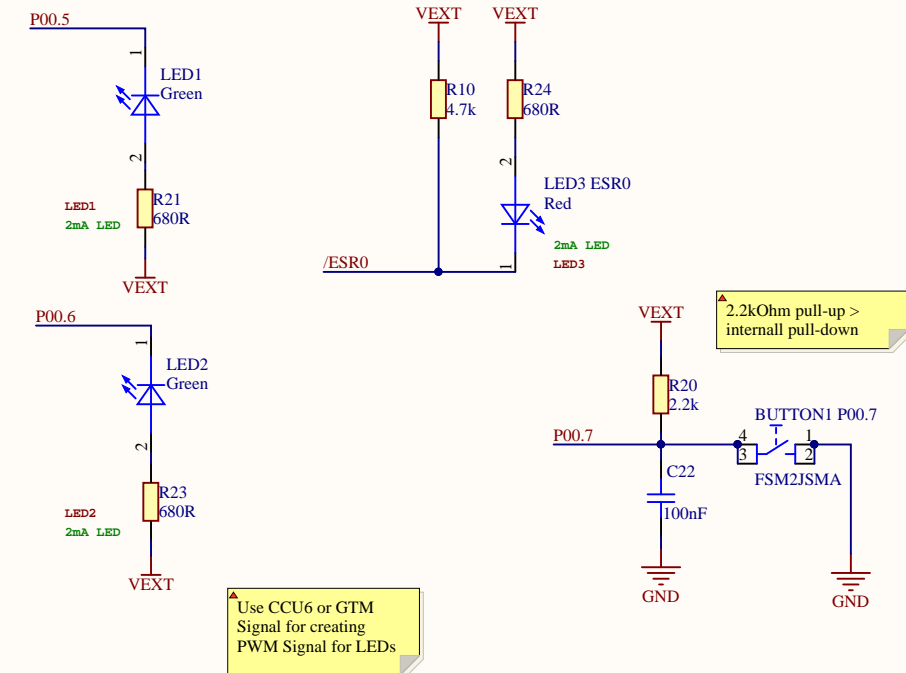 P00.5
1
LED1
Green
2
R21
680R
LED1
2mA LED
VEXT
VEXT
VEXT
R10
4.7k
R24
680R
2
LED3 ESR0
Red
2mA LED
LED3
1
/ESR0
P00.6
1
LED2
Green
2
R23
680R
LED2
2mA LED
VEXT
2.2kOhm pull-up >
internall pull-down
VEXT
R20
2.2k
P00.7
BUTTON1 P00.7
4
3
1
2
FSM2JSMA
C22
100nF
GND
GND
Use CCU6 or GTM
Signal for creating
PWM Signal for LEDs